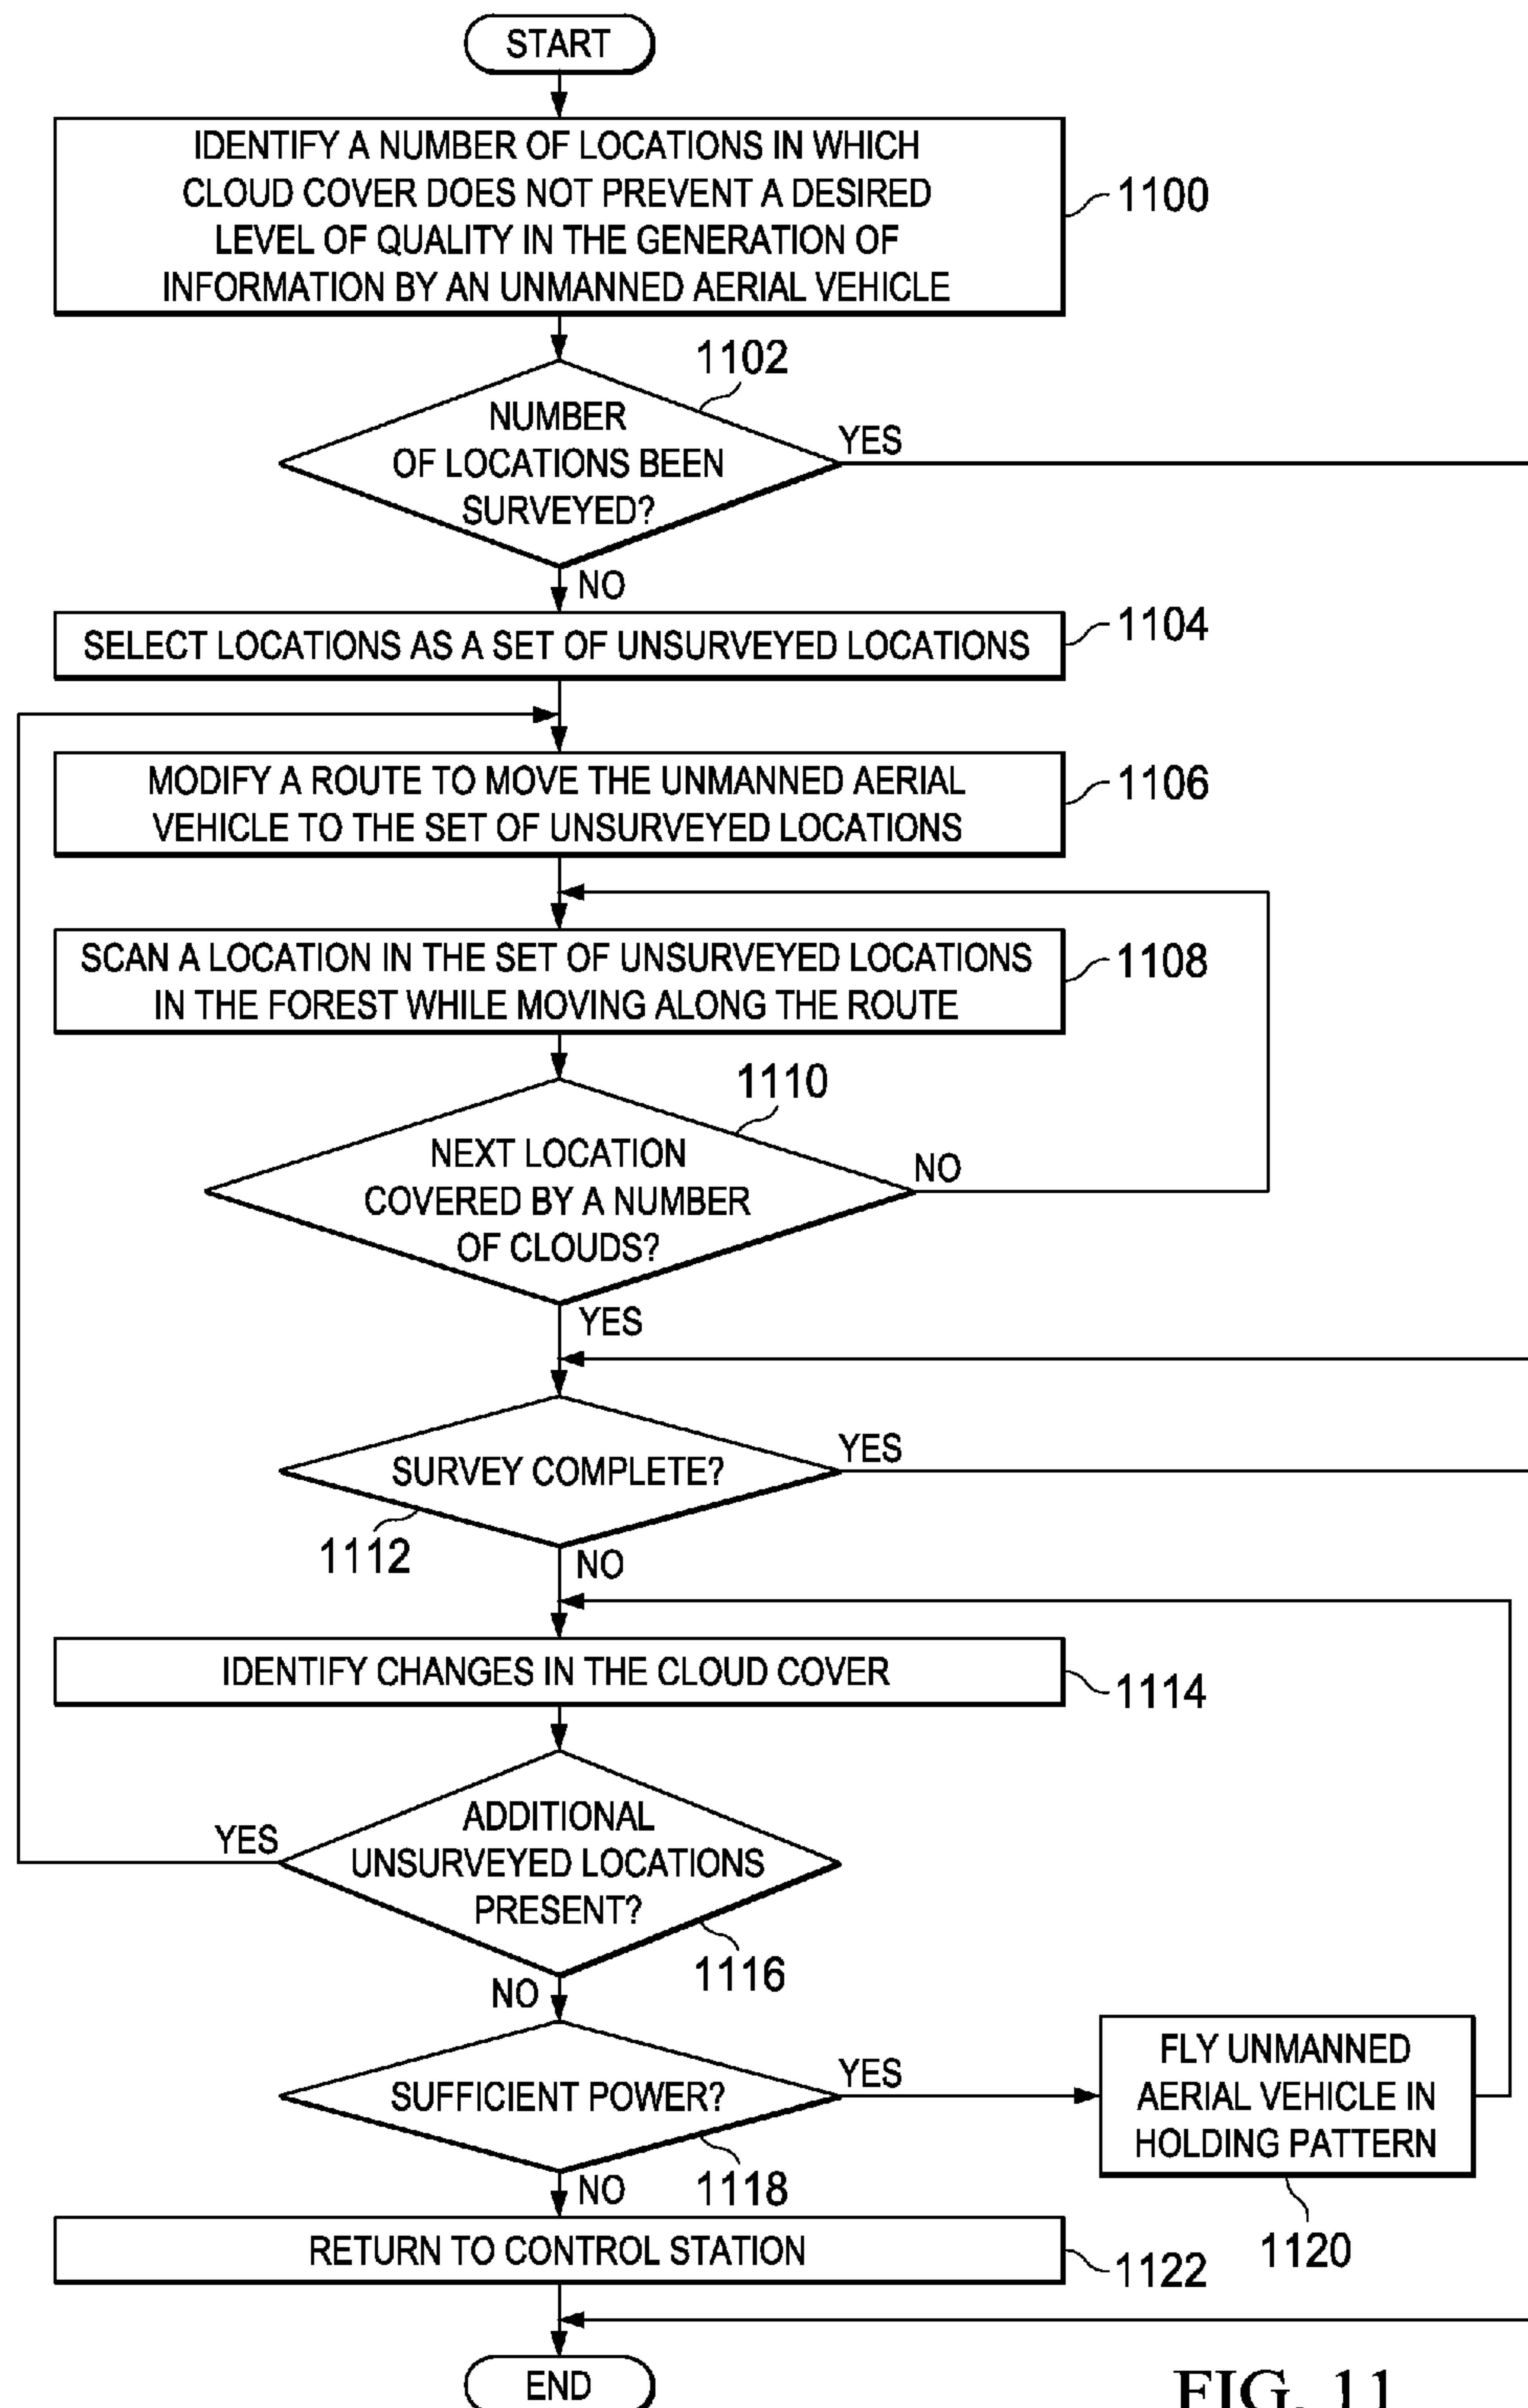 START
IDENTIFY A NUMBER OF LOCATIONS IN WHICH
CLOUD COVER DOES NOT PREVENT A DESIRED
LEVEL OF QUALITY IN THE GENERATION OF
INFORMATION BY AN UNMANNED AERIAL VEHICLE
1100
1102
NUMBER
OF LOCATIONS BEEN
SURVEYED?
YES
NO
SELECT LOCATIONS AS A SET OF UNSURVEYED LOCATIONS
1104
MODIFY A ROUTE TO MOVE THE UNMANNED AERIAL
VEHICLE TO THE SET OF UNSURVEYED LOCATIONS
1106
SCAN A LOCATION IN THE SET OF UNSURVEYED LOCATIONS
IN THE FOREST WHILE MOVING ALONG THE ROUTE
1108
1110
NEXT LOCATION
COVERED BY A NUMBER
OF CLOUDS?
NO
YES
SURVEY COMPLETE?
YES
1112
NO
IDENTIFY CHANGES IN THE CLOUD COVER
1114
ADDITIONAL
UNSURVEYED LOCATIONS
PRESENT?
YES
1116
NO
SUFFICIENT POWER?
YES
1118
NO
FLY UNMANNED
AERIAL VEHICLE IN
HOLDING PATTERN
1120
RETURN TO CONTROL STATION
1122
END
FIG. 11